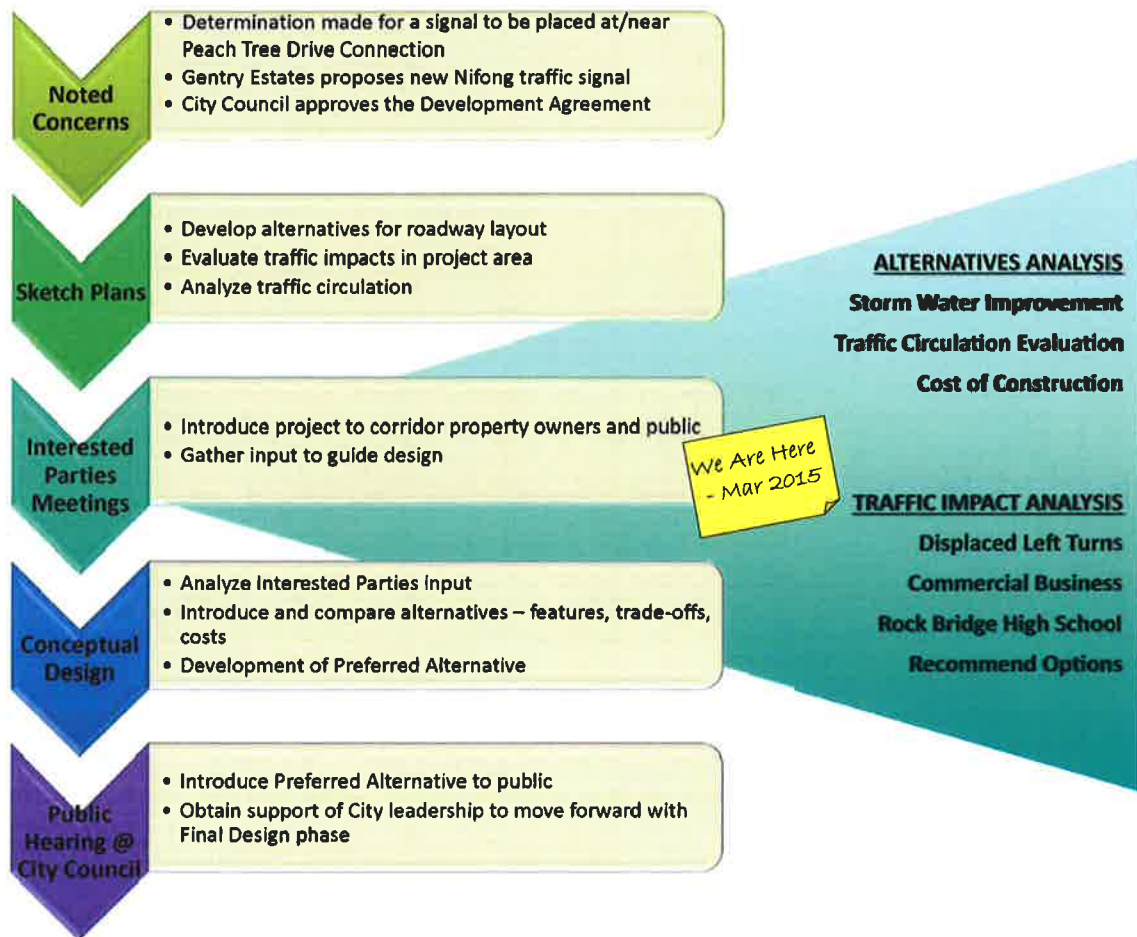 Noted
Concerns
• Determination made for a signal to be placed at/near
Peach Tree Drive Connection
• Gentry Estates proposes new Nifong traffic signal
• City Council approves the Development Agreement
Sketch Plans
• Develop alternatives for roadway layout
• Evaluate traffic impacts in project area
• Analyze traffic circulation
Interested
Parties
Meetings
• Introduce project to corridor property owners and public
• Gather input to guide design
We Are Here
- Mar 2015
ALTERNATIVES ANALYSIS
Storm Water Improvement
Traffic Circulation Evaluation
Cost of Construction
TRAFFIC IMPACT ANALYSIS
Displaced Left Turns
Commercial Business
Rock Bridge High School
Recommend Options
Conceptual
Design
• Analyze Interested Parties Input
• Introduce and compare alternatives – features, trade-offs,
costs
• Development of Preferred Alternative
Public
Hearing @
City Council
• Introduce Preferred Alternative to public
• Obtain support of City leadership to move forward with
Final Design phase